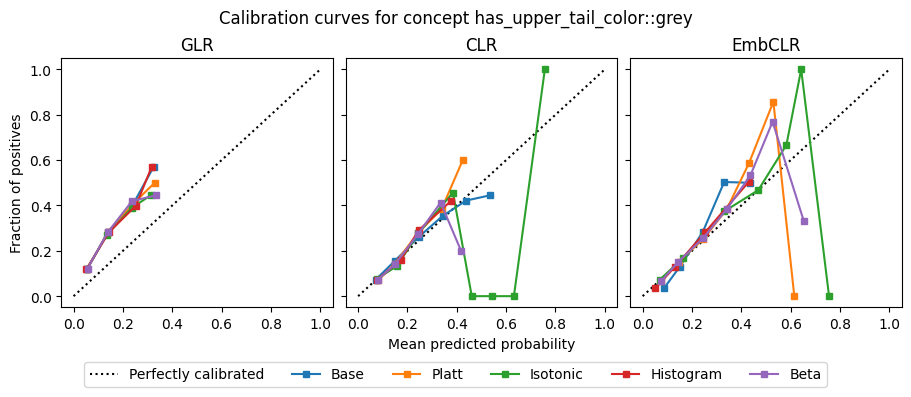 Calibration curves for concept has_upper_tail_color::grey
GLR
CLR
EmbCLR
Fraction of positives
1.0
0.8
0.6
0.4
0.2
0.0
0.0 0.2 0.4 0.6 0.8 1.0
0.0 0.2 0.4 0.6 0.8 1.0
0.0 0.2 0.4 0.6 0.8 1.0
Mean predicted probability
Perfectly calibrated Base Platt Isotonic Histogram Beta